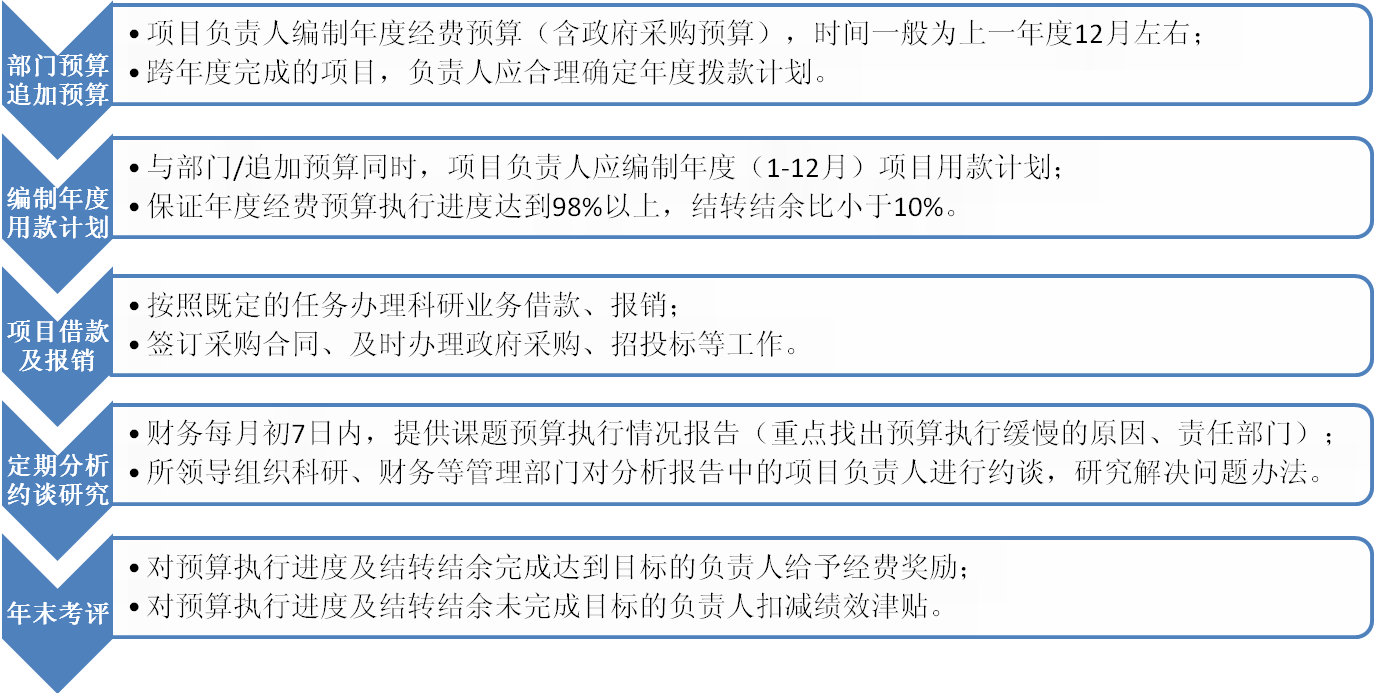 部门预算
追加预算
• 项目负责人编制年度经费预算（含政府采购预算），时间一般为上一年度12月左右；
• 跨年度完成的项目，负责人应合理确定年度拨款计划。
编制年度
用款计划
• 与部门/追加预算同时，项目负责人应编制年度（1-12月）项目用款计划；
• 保证年度经费预算执行进度达到98%以上，结转结余比小于10%。
项目借款
及报销
• 按照既定的任务办理科研业务借款、报销；
• 签订采购合同、及时办理政府采购、招投标等工作。
定期分析
约谈研究
• 财务每月初7日内，提供课题预算执行情况报告（重点找出预算执行缓慢的原因、责任部门）；
• 所领导组织科研、财务等管理部门对分析报告中的项目负责人进行约谈，研究解决问题办法。
年末考评
• 对预算执行进度及结转结余完成达到目标的负责人给予经费奖励；
• 对预算执行进度及结转结余未完成目标的负责人扣减绩效津贴。